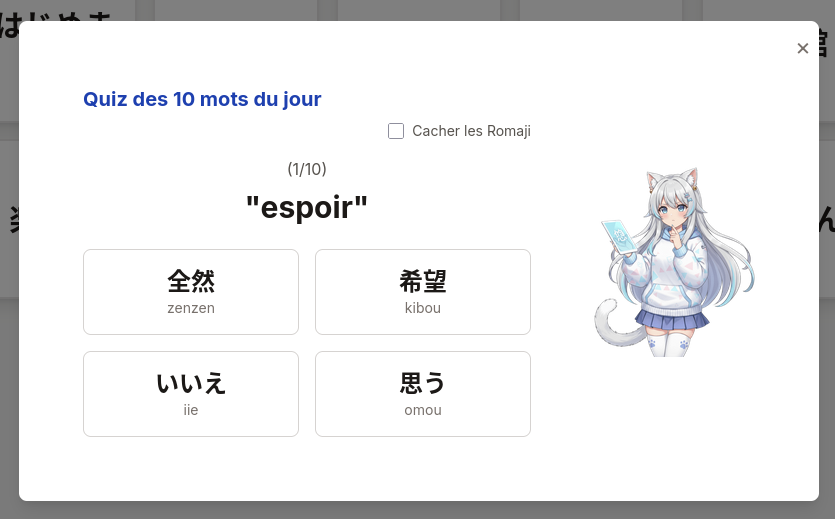 はじめま
館
×
Quiz des 10 mots du jour
Cacher les Romaji
(1/10)
"espoir"
全然
zenzen
希望
kibou
いいえ
iie
思う
omou